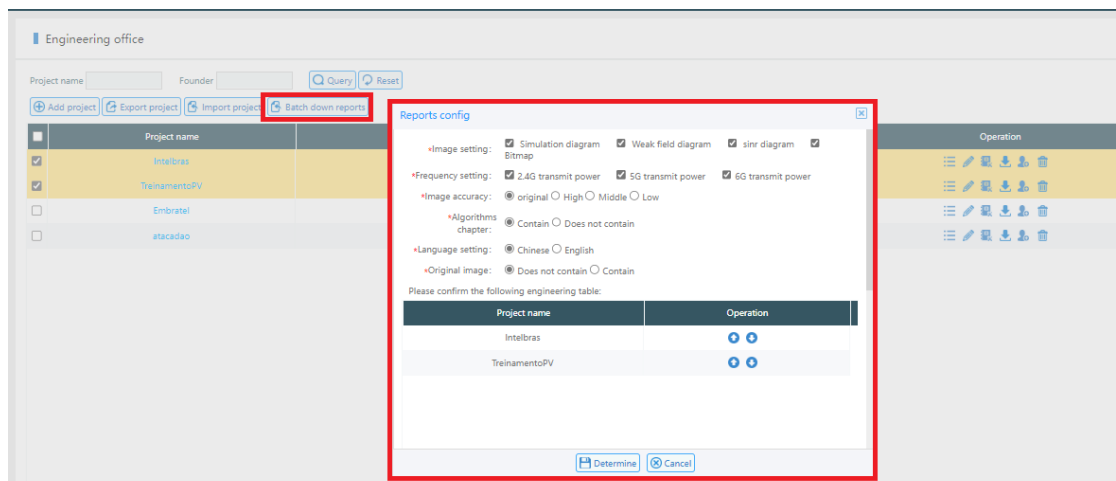 Engineering office
Project name Founder Query Reset
Add project Export project Import project Batch down reports
Project name Operation
Intelbras
TreinamentoPV
Embratel
atacadao
Reports config
*Image setting: Simulation diagram Weak field diagram sinr diagram
Bitmap
*Frequency setting: 2.4G transmit power 5G transmit power 6G transmit power
*Image accuracy: original High Middle Low
*Algorithms
chapter: Contain Does not contain
*Language setting: Chinese English
*Original image: Does not contain Contain
Please confirm the following engineering table:
Project name Operation
Intelbras
TreinamentoPV
Determine Cancel